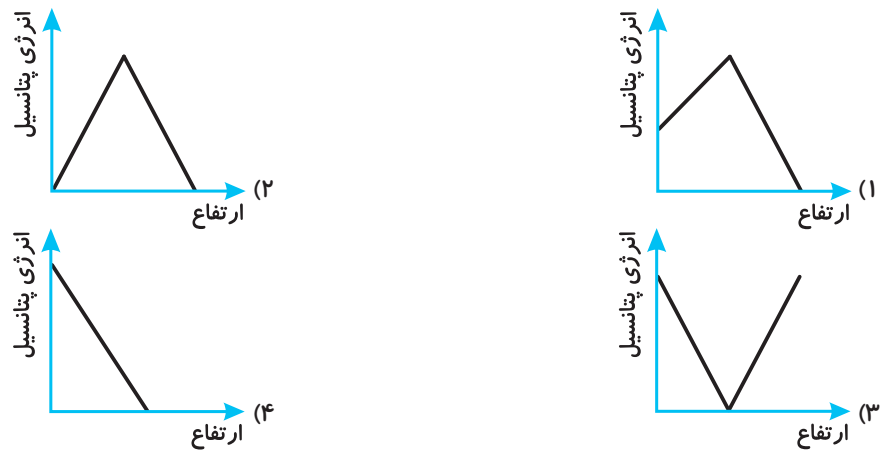 انرژی پتانسیل
ارتفاع
۱)
انرژی پتانسیل
ارتفاع
۲)
انرژی پتانسیل
ارتفاع
۳)
انرژی پتانسیل
ارتفاع
۴)